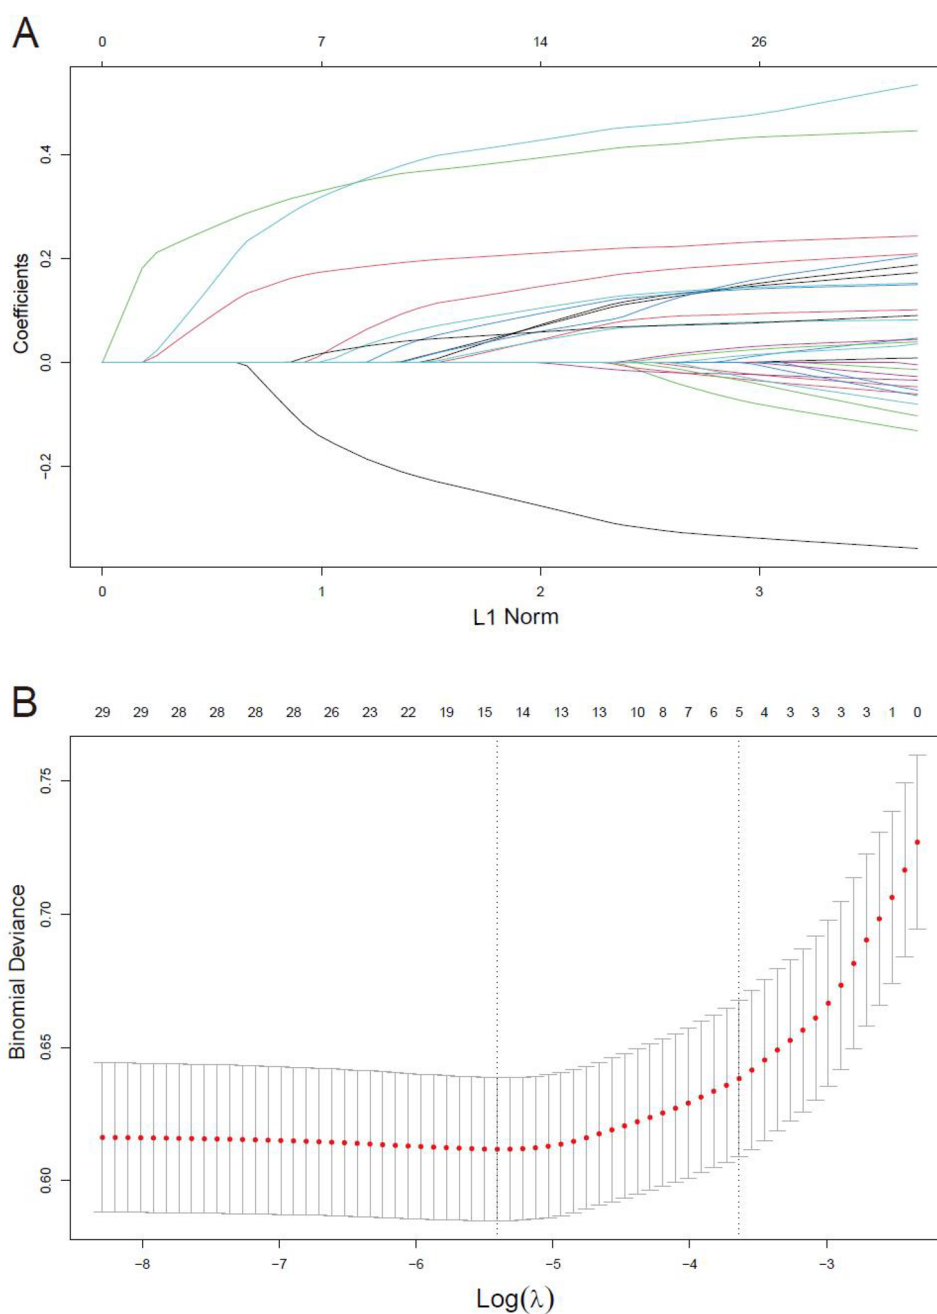 A
0 7 14 26
0.4
0.2
0.0
−0.2
Coefficients
0 1 2 3
L1 Norm
B
29 29 28 28 28 28 26 23 22 19 15 14 13 13 10 8 7 6 5 4 3 3 3 3 1 0
0.75
0.70
0.65
0.60
Binomial Deviance
−8 −7 −6 −5 −4 −3
Log(λ)